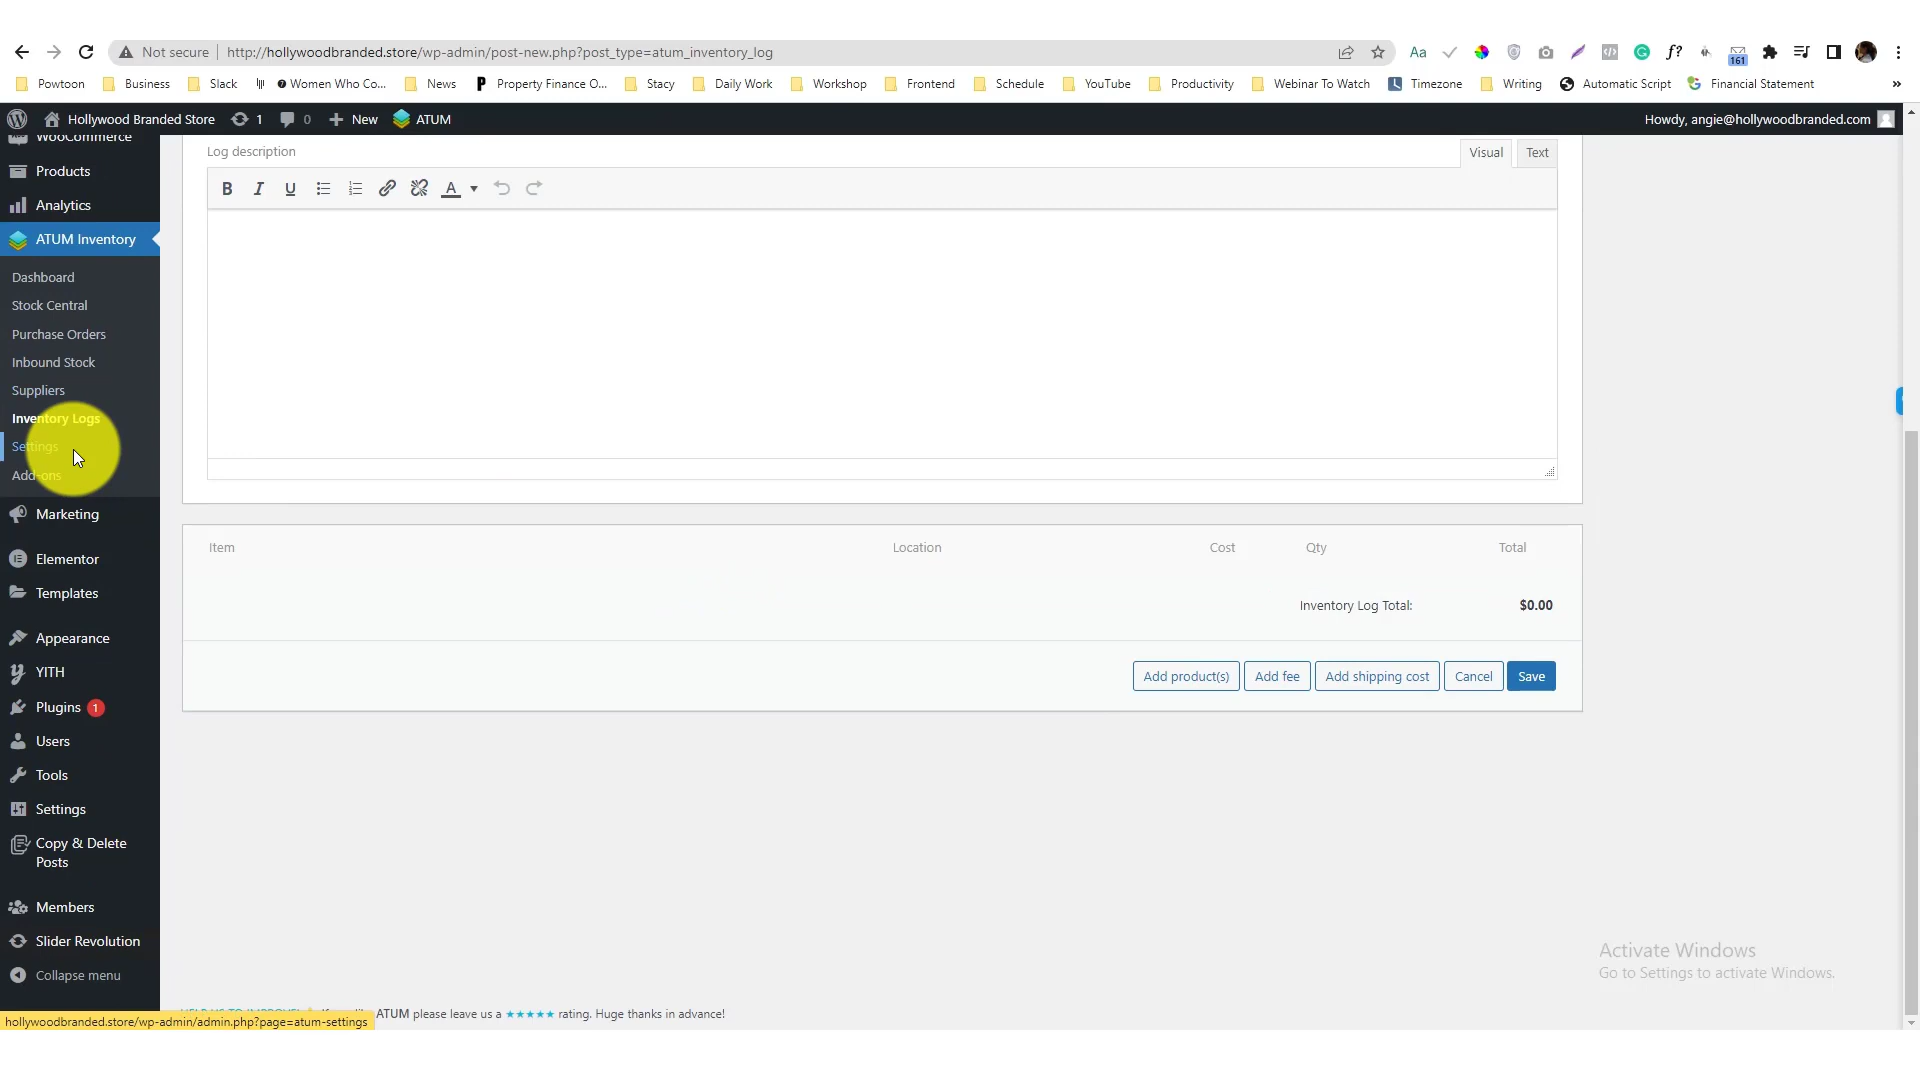 Not secure
http://hollywoodbranded.store/wp-admin/post-new.php?post_type=atum_inventory_log
Aa
f?
161
Powtoon
Business
Slack
Women Who Co...
News
Property Finance O...
Stacy
Daily Work
Workshop
Frontend
Schedule
YouTube
Productivity
Webinar To Watch
Timezone
Writing
Automatic Script
Financial Statement
»
Hollywood Branded Store
1
0
New
ATUM
Howdy, angie@hollywoodbranded.com
WooCommerce
Products
Analytics
ATUM Inventory
Dashboard
Stock Central
Purchase Orders
Inbound Stock
Suppliers
Inventory Logs
Settings
Add-ons
Marketing
Elementor
Templates
Appearance
YITH
Plugins 1
Users
Tools
Settings
Copy & Delete
Posts
Members
Slider Revolution
Collapse menu
Log description
Visual
Text
B I U
A
Item Location Cost Qty Total
Inventory Log Total: $0.00
Add product(s)
Add fee
Add shipping cost
Cancel
Save
Activate Windows
Go to Settings to activate Windows.
ATUM please leave us a ★★★★★ rating. Huge thanks in advance!
hollywoodbranded.store/wp-admin/admin.php?page=atum-settings